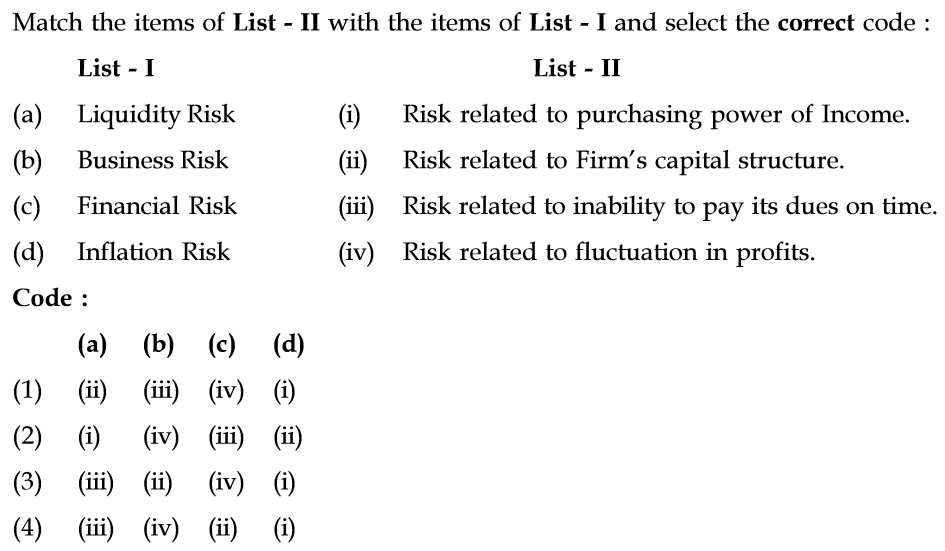 Match the items of List - II with the items of List - I and select the correct code :
List - I List - II
(a) Liquidity Risk (i) Risk related to purchasing power of Income.
(b) Business Risk (ii) Risk related to Firm's capital structure.
(c) Financial Risk (iii) Risk related to inability to pay its dues on time.
(d) Inflation Risk (iv) Risk related to fluctuation in profits.
Code :
(a) (b) (c) (d)
(1) (ii) (iii) (iv) (i)
(2) (i) (iv) (iii) (ii)
(3) (iii) (ii) (iv) (i)
(4) (iii) (iv) (ii) (i)